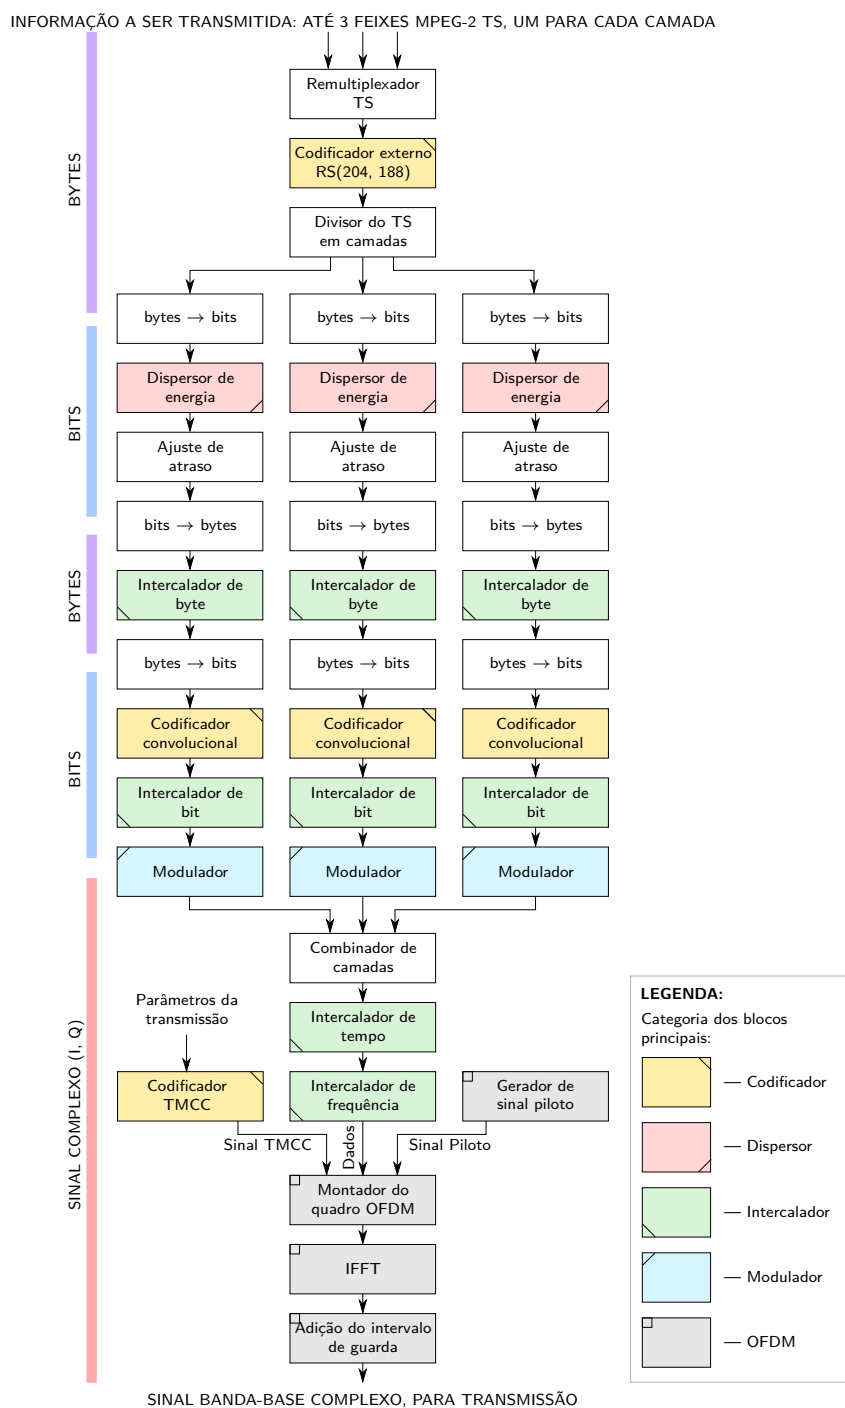 INFORMAÇÃO A SER TRANSMITIDA: ATÉ 3 FEIXES MPEG-2 TS, UM PARA CADA CAMADA
BYTES
Remultiplexador
TS
Codificador externo
RS(204, 188)
Divisor do TS
em camadas
bytes → bits
bytes → bits
bytes → bits
BITS
Dispersor de
energia
Dispersor de
energia
Dispersor de
energia
Ajuste de
atraso
Ajuste de
atraso
Ajuste de
atraso
bits → bytes
bits → bytes
bits → bytes
BYTES
Intercalador de
byte
Intercalador de
byte
Intercalador de
byte
bytes → bits
bytes → bits
bytes → bits
BITS
Codificador
convolucional
Codificador
convolucional
Codificador
convolucional
Intercalador de
bit
Intercalador de
bit
Intercalador de
bit
Modulador
Modulador
Modulador
SINAL COMPLEXO (I, Q)
Combinador de
camadas
Parâmetros da
transmissão
Intercalador de
tempo
Codificador
TMCC
Intercalador de
frequência
Gerador de
sinal piloto
Sinal TMCC
Dados
Sinal Piloto
Montador do
quadro OFDM
IFFT
Adição do intervalo
de guarda
SINAL BANDA-BASE COMPLEXO, PARA TRANSMISSÃO
LEGENDA:
Categoria dos blocos
principais:
— Codificador
— Dispersor
— Intercalador
— Modulador
— OFDM